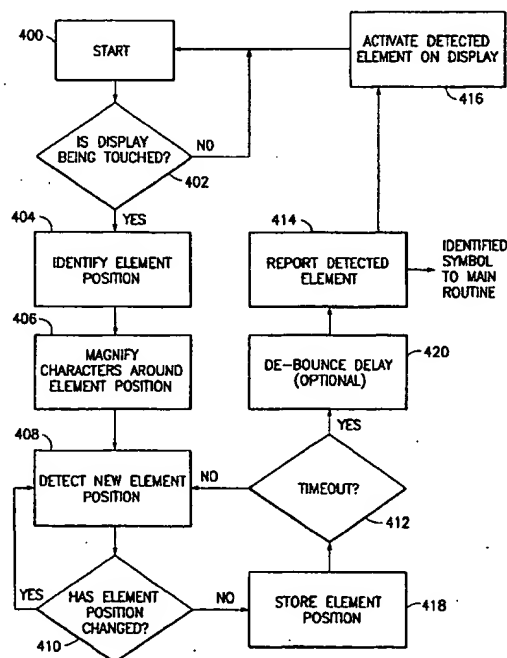 400
START
IS DISPLAY
BEING TOUCHED?
NO
402
YES
404
IDENTIFY ELEMENT
POSITION
406
MAGNIFY
CHARACTERS AROUND
ELEMENT POSITION
408
DETECT NEW ELEMENT
POSITION
YES
HAS ELEMENT
POSITION
CHANGED?
410
NO
STORE ELEMENT
POSITION
418
TIMEOUT?
412
NO
YES
DE-BOUNCE DELAY
(OPTIONAL)
420
414
REPORT DETECTED
ELEMENT
IDENTIFIED
SYMBOL
TO MAIN
ROUTINE
ACTIVATE DETECTED
ELEMENT ON DISPLAY
416